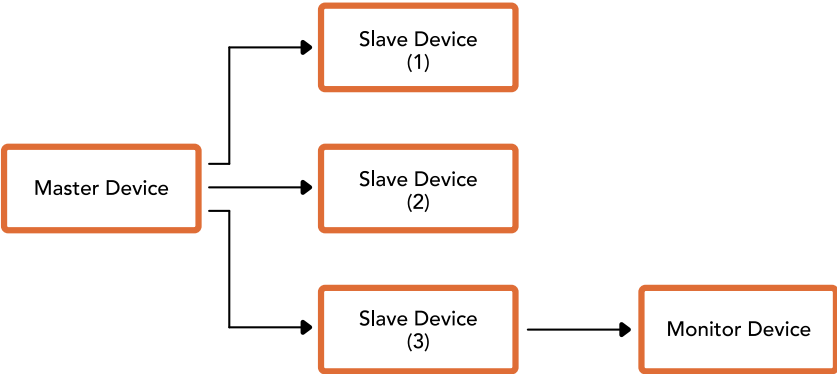 Slave Device
(1)
Master Device
Slave Device
(2)
Slave Device
(3)
Monitor Device